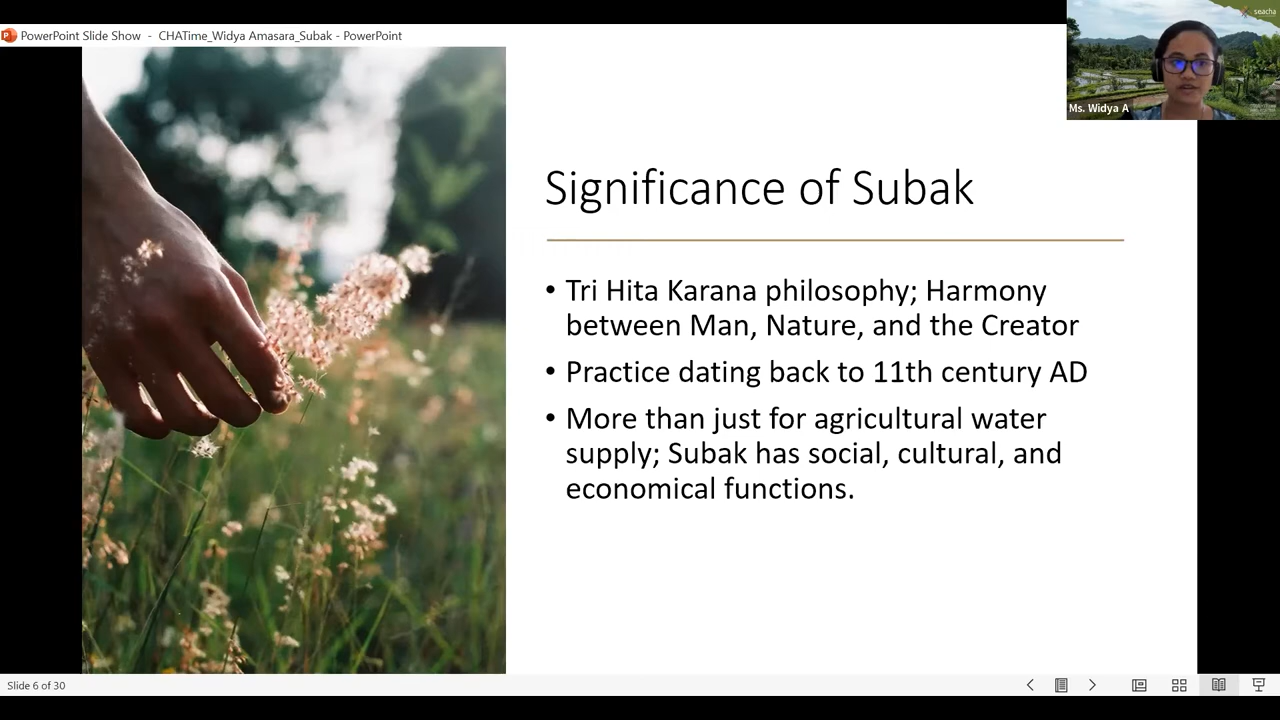 PowerPoint Slide Show - CHATime_Widya Amasara_Subak - PowerPoint
seacha
Ms. Widya A
Significance of Subak
• Tri Hita Karana philosophy; Harmony
between Man, Nature, and the Creator
• Practice dating back to 11th century AD
• More than just for agricultural water
supply; Subak has social, cultural, and
economical functions.
Slide 6 of 30